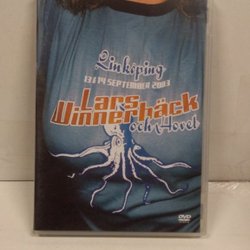 Linköping
13 & 14 SEPTEMBER 2003
Lars
Winnerbäck
och Hovet
DVD